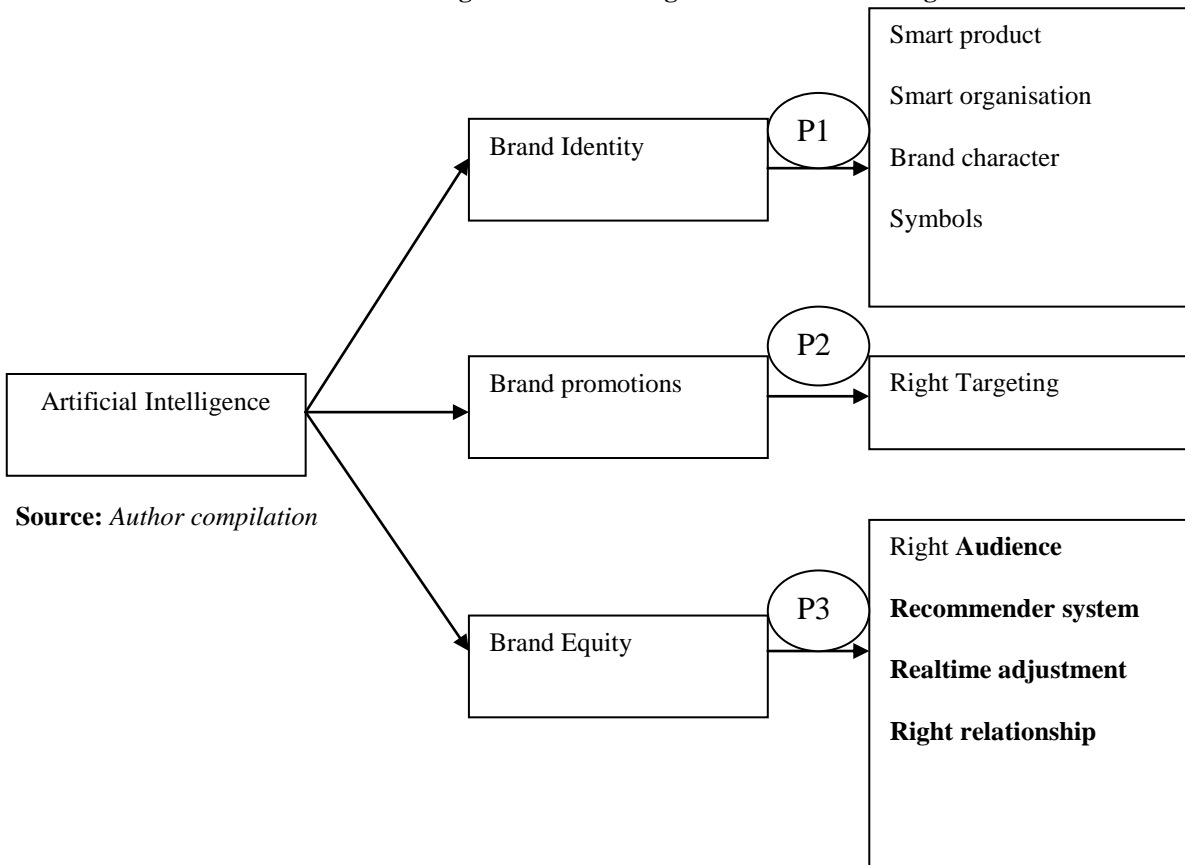 Smart product
Smart organisation
Brand character
Symbols
P1
Brand Identity
P2
Brand promotions
Right Targeting
Artificial Intelligence
Source: Author compilation
Right Audience
Recommender system
Realtime adjustment
Right relationship
P3
Brand Equity